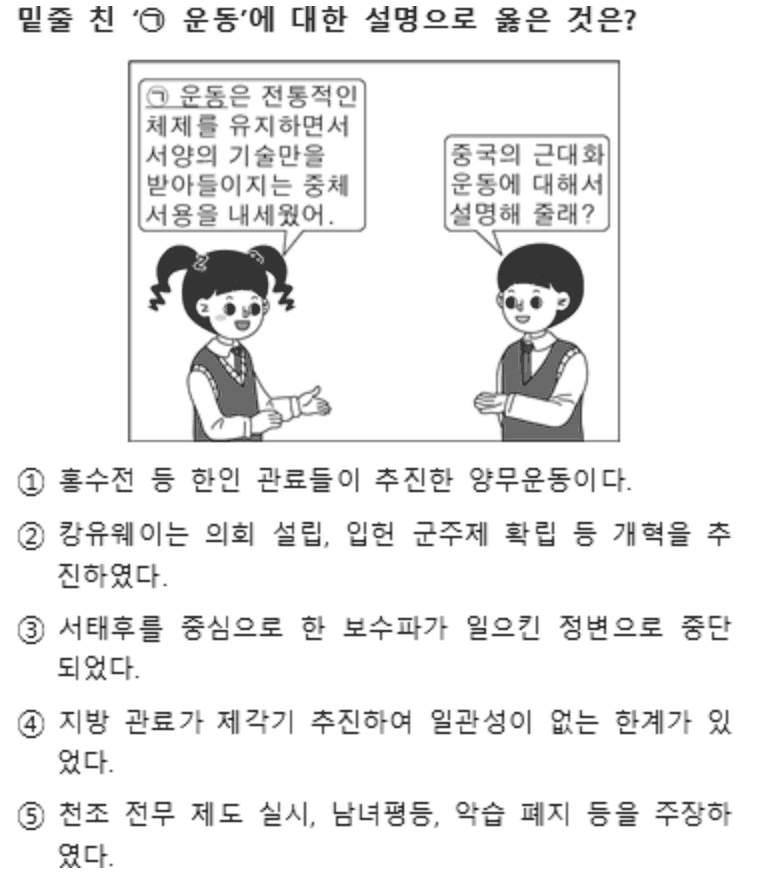 밑줄 친 ‘㉠ 운동’에 대한 설명으로 옳은 것은?
㉠ 운동은 전통적인
체제를 유지하면서
서양의 기술만을
받아들이지는 중체
서용을 내세웠어.
중국의 근대화
운동에 대해서
설명해 줄래?
① 홍수전 등 한인 관료들이 추진한 양무운동이다.
② 캉유웨이는 의회 설립, 입헌 군주제 확립 등 개혁을 추
진하였다.
③ 서태후를 중심으로 한 보수파가 일으킨 정변으로 중단
되었다.
④ 지방 관료가 제각기 추진하여 일관성이 없는 한계가 있
었다.
⑤ 천조 전무 제도 실시, 남녀평등, 악습 폐지 등을 주장하
였다.